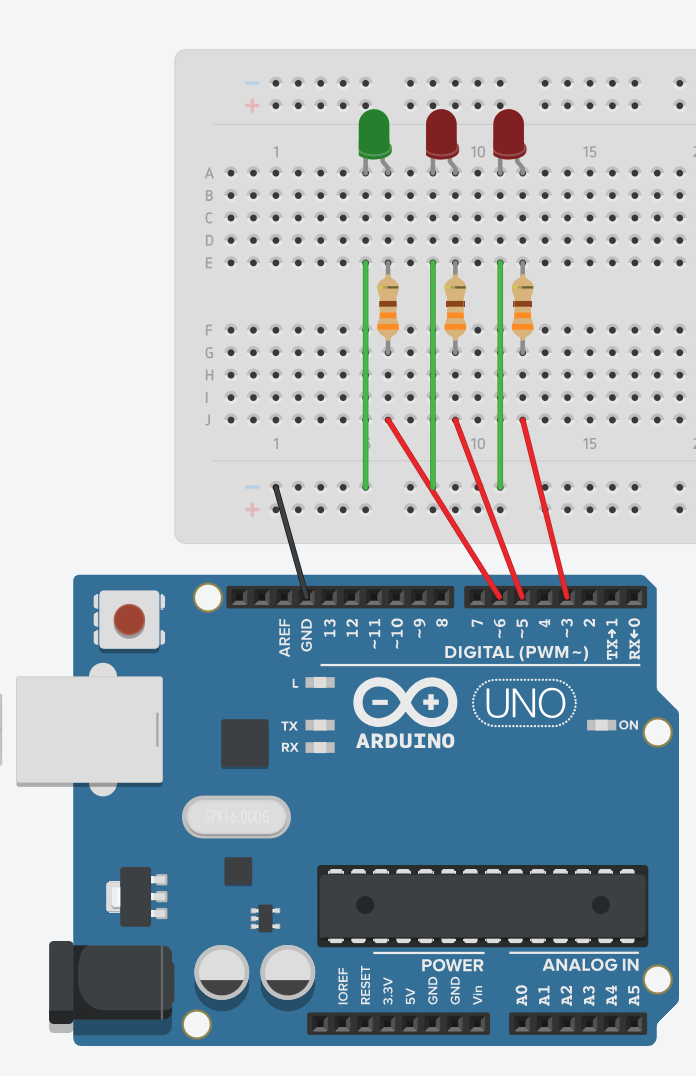 − −
+ +
1 10 15
A
B
C
D
E
F
G
H
I
J
1 10 15
−
+
AREF GND 13 12 ~11 ~10 ~9 8 7 ~6 ~5 4 ~3 2 TX→1 RX←0
DIGITAL (PWM~)
L
TX
RX
ARDUINO
UNO
ON
SPK16.000G
POWER
ANALOG IN
IOREF RESET 3.3V 5V GND GND Vin A0 A1 A2 A3 A4 A5